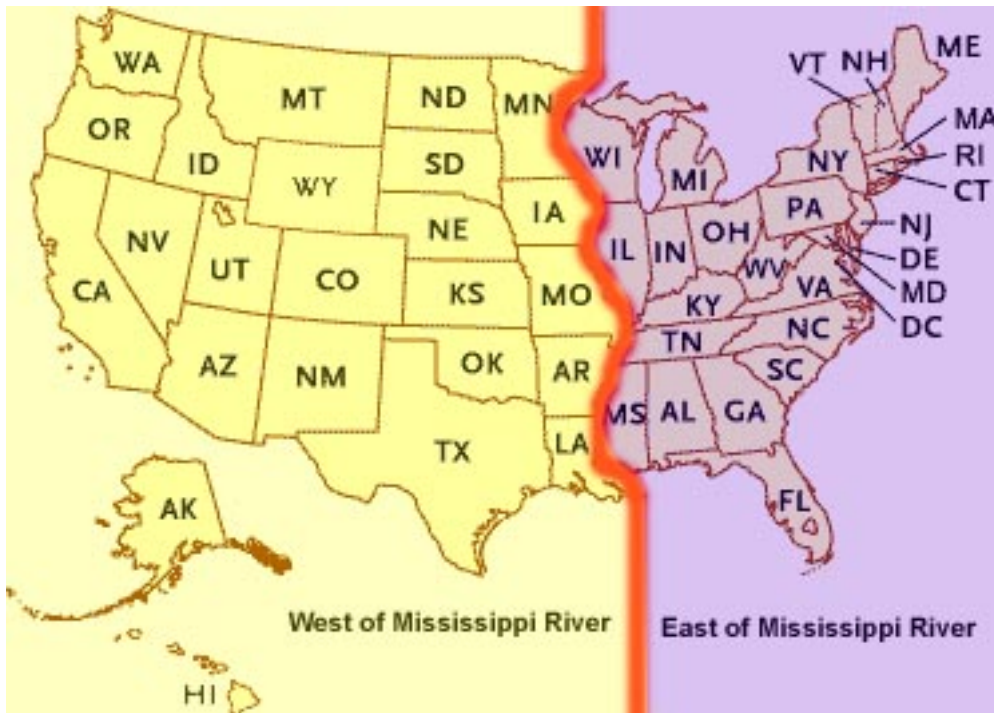 WA
MT
ND
MN
OR
ID
WY
SD
WI
MI
NY
VT
NH
ME
MA
RI
CT
NV
UT
CO
NE
IA
IL
IN
OH
PA
NJ
DE
MD
DC
CA
KS
MO
KY
WV
VA
AZ
NM
OK
AR
TN
NC
SC
TX
LA
MS
AL
GA
FL
AK
HI
West of Mississippi River
East of Mississippi River